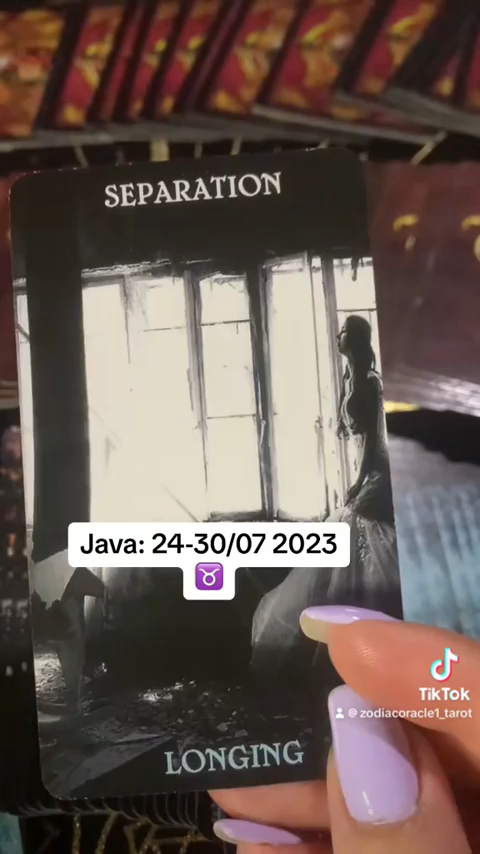 SEPARATION
Java: 24-30/07 2023
♉
LONGING
TikTok
@zodiacoracle1_tarot